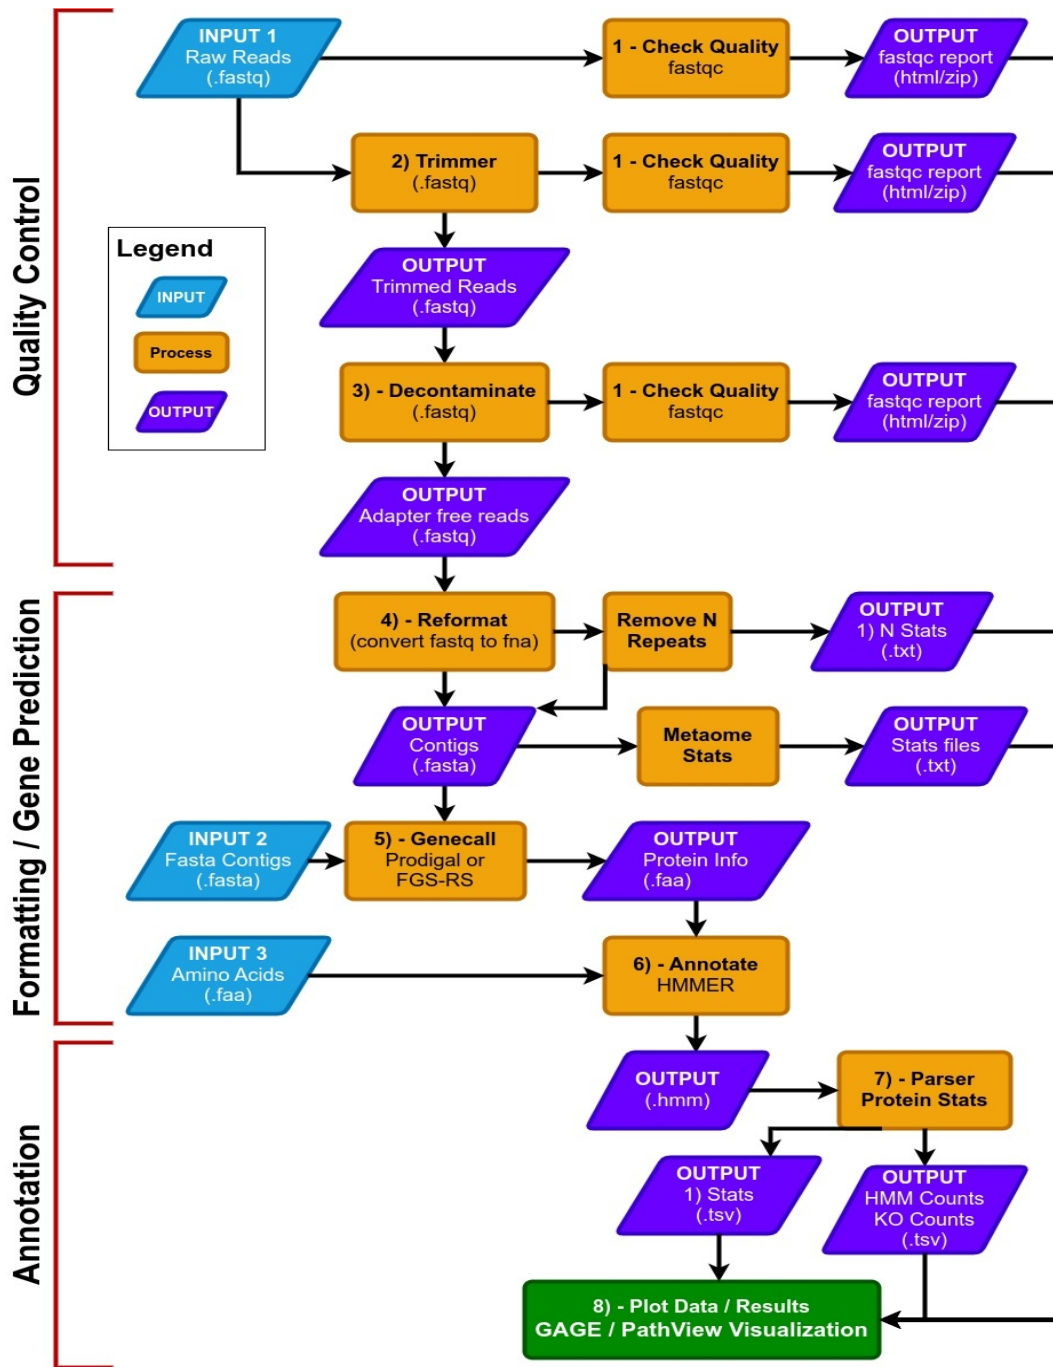 INPUT 1
Raw Reads
(.fastq)
1 - Check Quality
fastqc
OUTPUT
fastqc report
(html/zip)
2) Trimmer
(.fastq)
1 - Check Quality
fastqc
OUTPUT
fastqc report
(html/zip)
Quality Control
Legend
INPUT
Process
OUTPUT
OUTPUT
Trimmed Reads
(.fastq)
3) - Decontaminate
(.fastq)
1 - Check Quality
fastqc
OUTPUT
fastqc report
(html/zip)
OUTPUT
Adapter free reads
(.fastq)
Formatting / Gene Prediction
4) - Reformat
(convert fastq to fna)
Remove N
Repeats
OUTPUT
1) N Stats
(.txt)
OUTPUT
Contigs
(.fasta)
Metaome
Stats
OUTPUT
Stats files
(.txt)
INPUT 2
Fasta Contigs
(.fasta)
5) - Genecall
Prodigal or
FGS-RS
OUTPUT
Protein Info
(.faa)
INPUT 3
Amino Acids
(.faa)
6) - Annotate
HMMER
Annotation
OUTPUT
(.hmm)
7) - Parser
Protein Stats
OUTPUT
1) Stats
(.tsv)
OUTPUT
HMM Counts
KO Counts
(.tsv)
8) - Plot Data / Results
GAGE / PathView Visualization